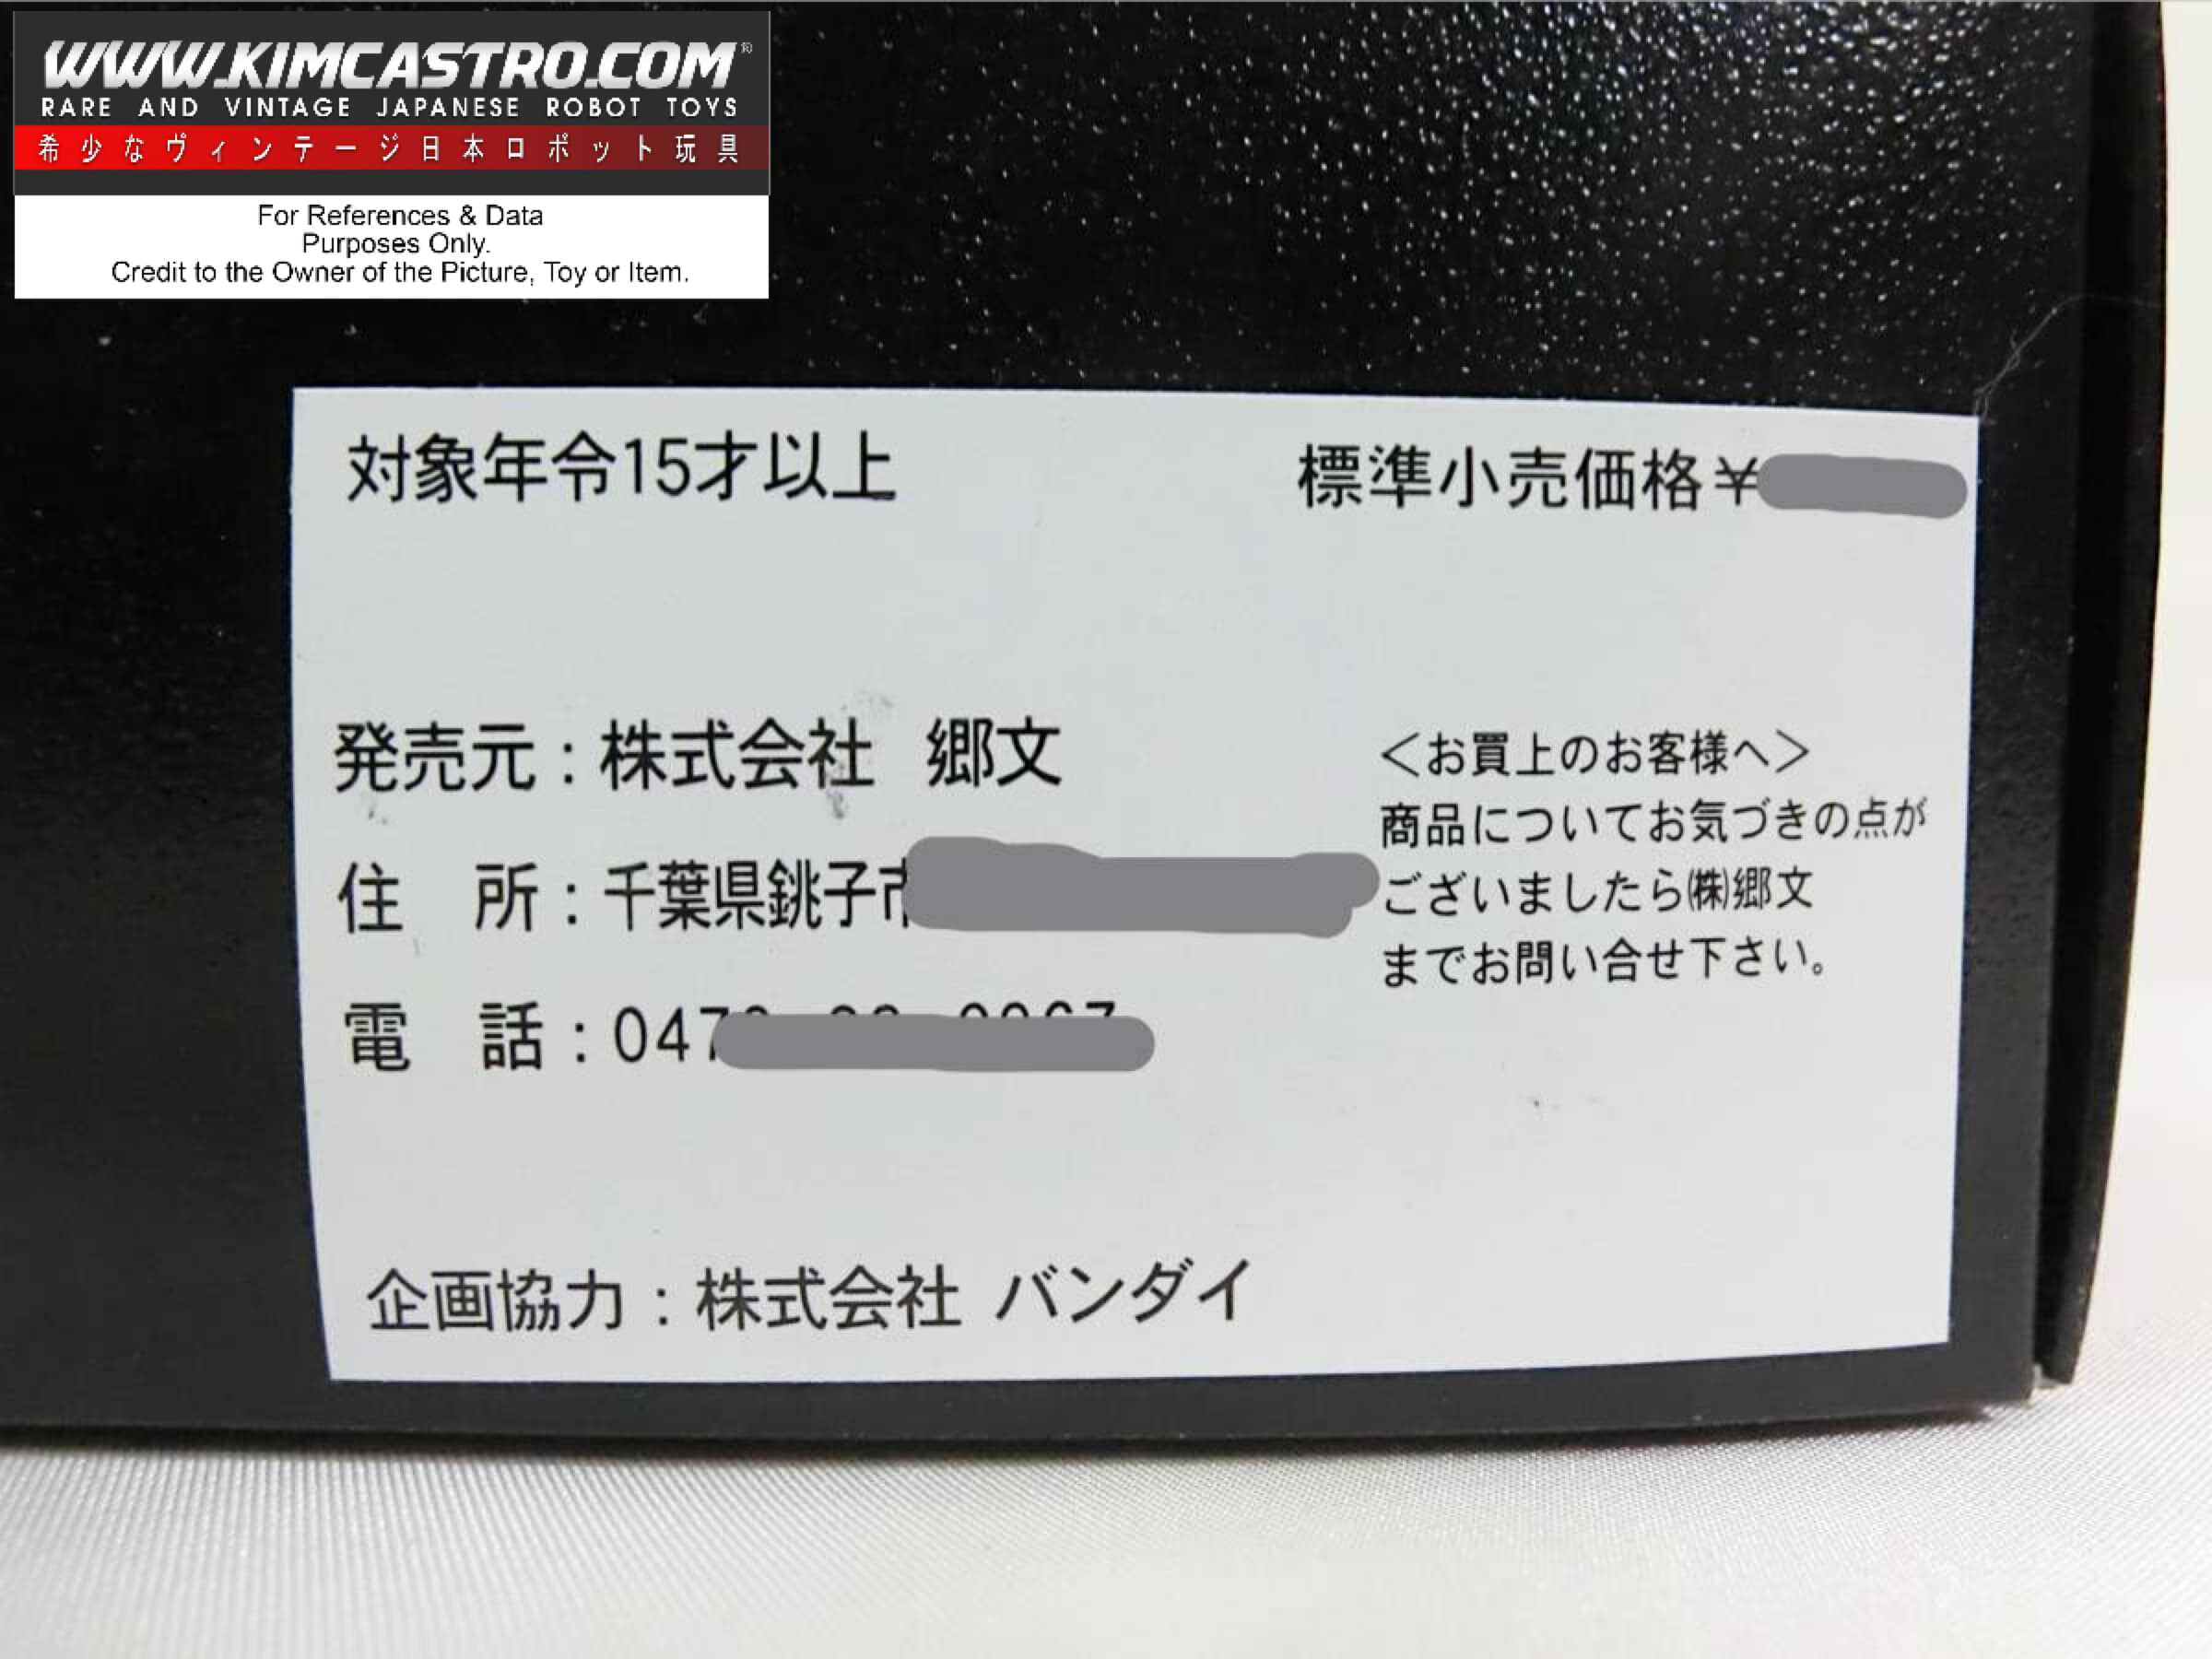 WWW.KIMCASTRO.COM®
RARE AND VINTAGE JAPANESE ROBOT TOYS
希少なヴィンテージ日本ロボット玩具
For References & Data
Purposes Only.
Credit to the Owner of the Picture, Toy or Item.
対象年令15才以上
標準小売価格¥
発売元：株式会社 郷文
住 所：千葉県銚子市
電 話：047
企画協力：株式会社 バンダイ
＜お買上のお客様へ＞
商品についてお気づきの点が
ございましたら㈱郷文
までお問い合せ下さい。